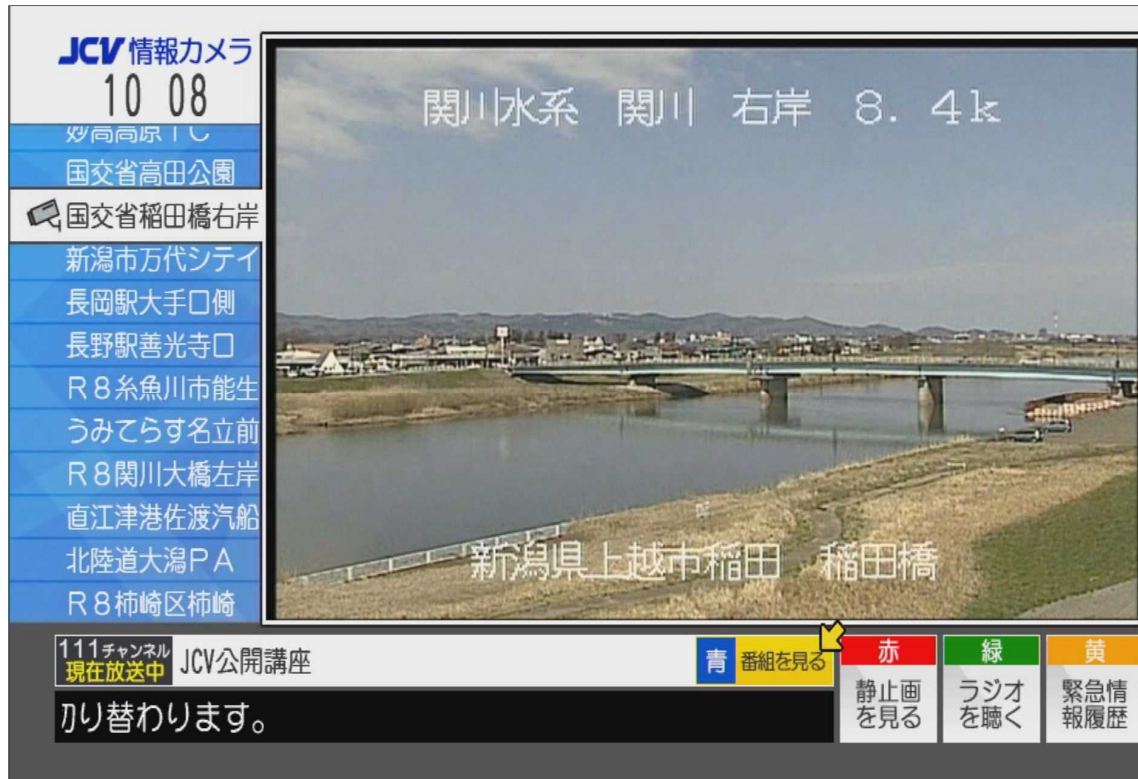 JCV 情報カメラ
10 08
妙高高原IC
国交省高田公園
国交省稲田橋右岸
新潟市万代シテイ
長岡駅大手口側
長野駅善光寺口
R8糸魚川市能生
うみてらす名立前
R8関川大橋左岸
直江津港佐渡汽船
北陸道大潟PA
R8柿崎区柿崎
関川水系 関川 右岸 8.4k
新潟県上越市稲田 稲田橋
111チャンネル
現在放送中
JCV公開講座
青 番組を見る
り替わります。
赤
静止画
を見る
緑
ラジオ
を聴く
黄
緊急情
報履歴